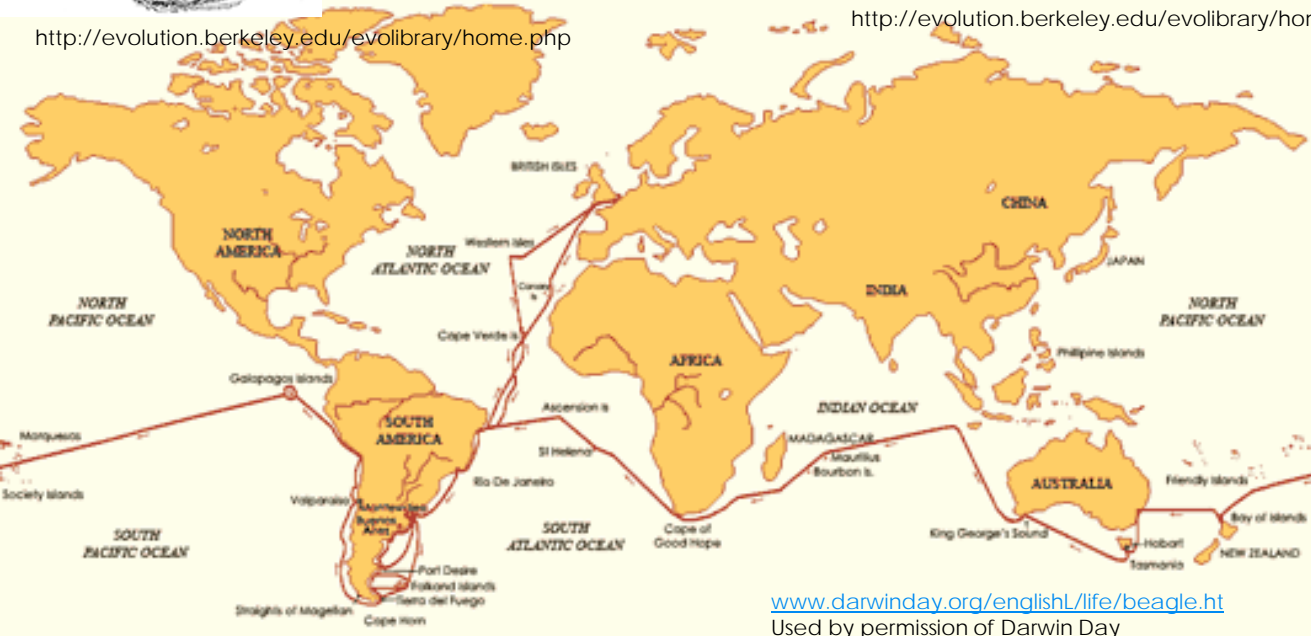 http://evolution.berkeley.edu/evolibrary/home.php
http://evolution.berkeley.edu/evolibrary/hor
BRITISH ISLES
NORTH
AMERICA
NORTH
ATLANTIC OCEAN
Western Isles
Canary
Is
CHINA
JAPAN
INDIA
NORTH
PACIFIC OCEAN
NORTH
PACIFIC OCEAN
Cape Verde Is
Phillipine Islands
AFRICA
Galapagos Islands
Ascension Is
INDIAN OCEAN
SOUTH
AMERICA
Marquesas
MADAGASCAR
St Helena
Mauritius
Bourbon Is.
Society Islands
Rio De Janeiro
AUSTRALIA
Friendly Islands
Valparaiso
Montevideo
Buenos
Aires
SOUTH
PACIFIC OCEAN
SOUTH
ATLANTIC OCEAN
Cape of
Good Hope
King George's Sound
Bay of Islands
Hobart
NEW ZEALAND
Tasmania
Port Desire
Falkand Islands
Tierra del Fuego
Straights of Magellan
Cape Horn
www.darwinday.org/englishL/life/beagle.ht
Used by permission of Darwin Day